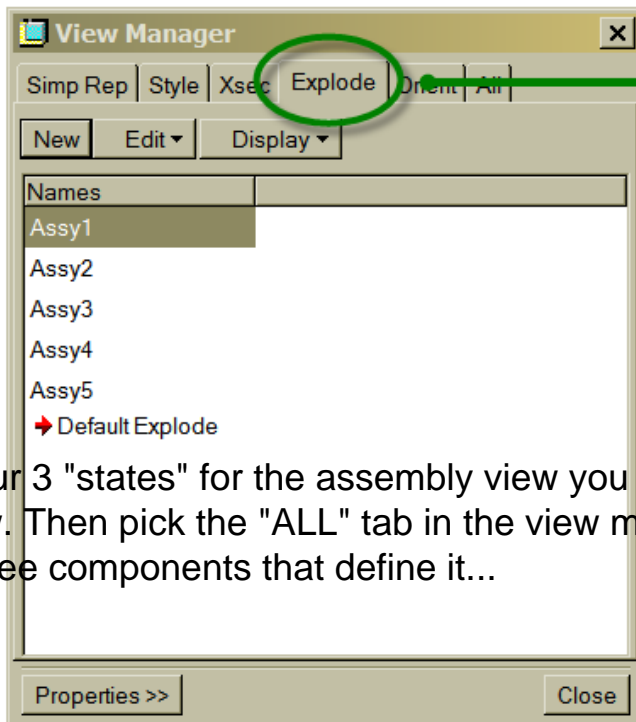 View Manager
Simp Rep Style Xsec Explode Orient All
New Edit Display
Names
Assy1
Assy2
Assy3
Assy4
Assy5
Default Explode
3 "states" for the assembly view you
Then pick the "ALL" tab in the view
components that define it...
Properties >> Close